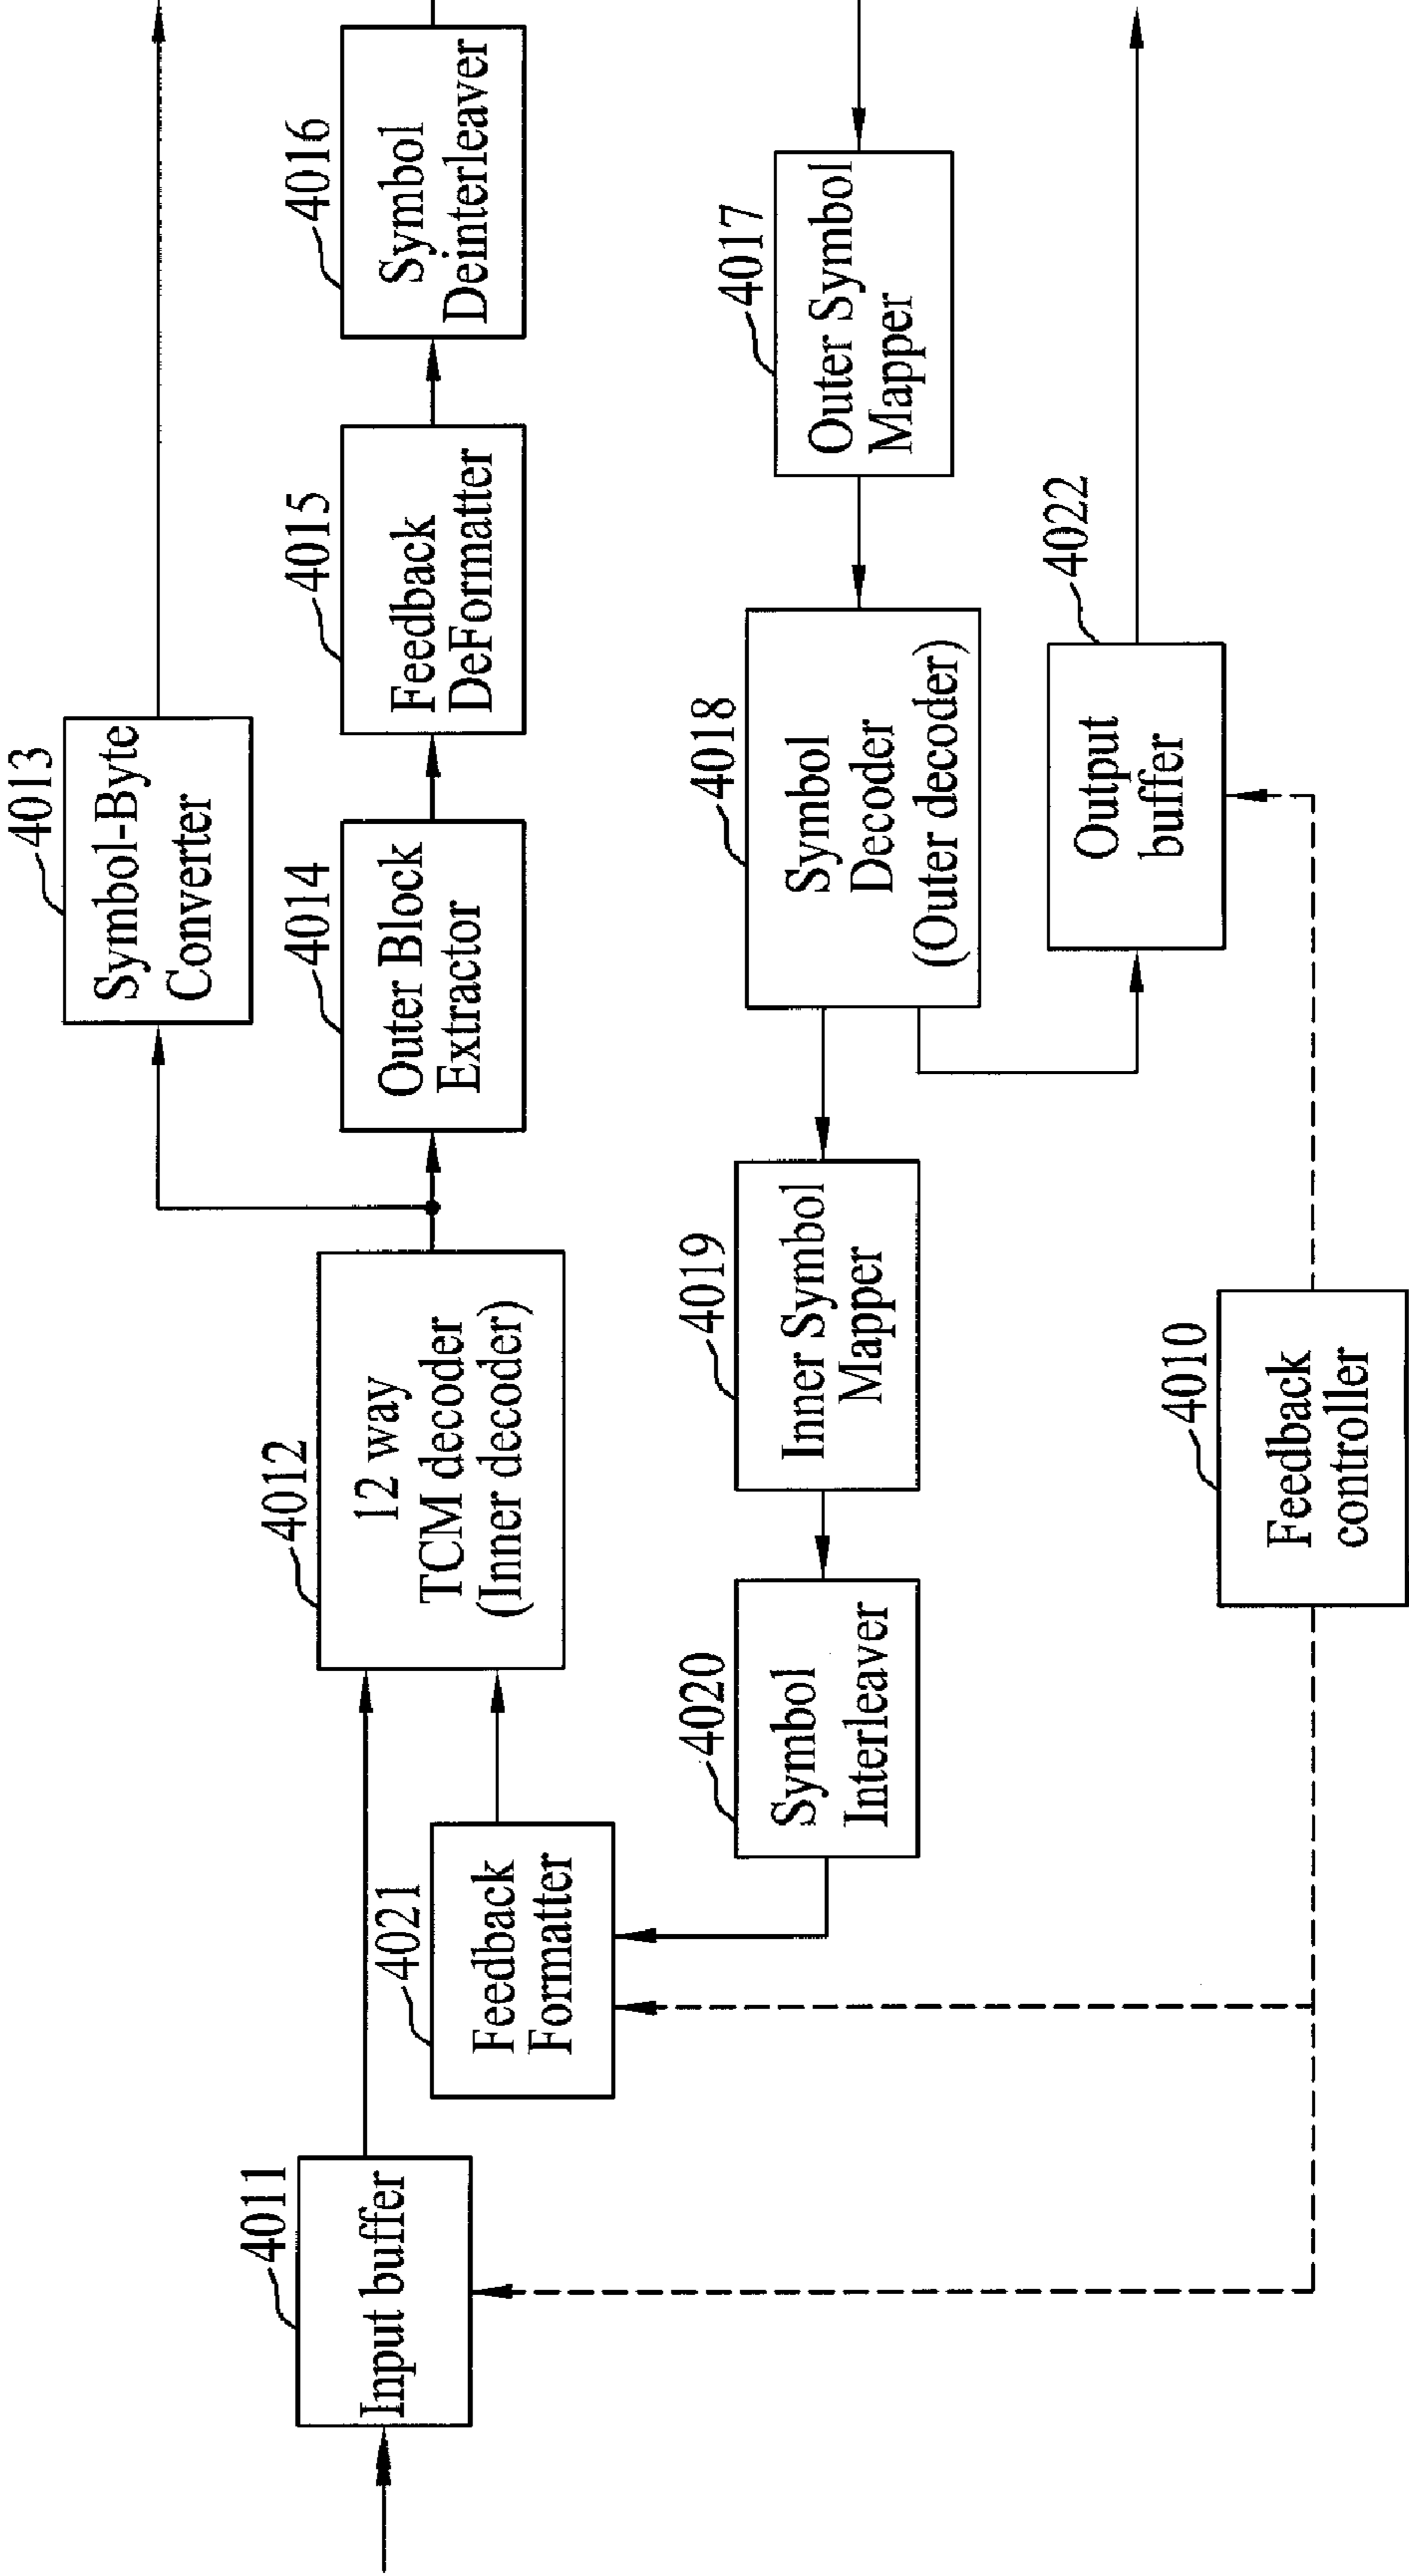 4011
Input buffer
4021
Feedback
Formatter
4012
12 way
TCM decoder
(Inner decoder)
4013
Symbol-Byte
Converter
4014
Outer Block
Extractor
4015
Feedback
DeFormatter
4016
Symbol
Deinterleaver
4020
Symbol
Interleaver
4019
Inner Symbol
Mapper
4018
Symbol
Decoder
(Outer decoder)
4017
Outer Symbol
Mapper
4022
Output
buffer
4010
Feedback
controller